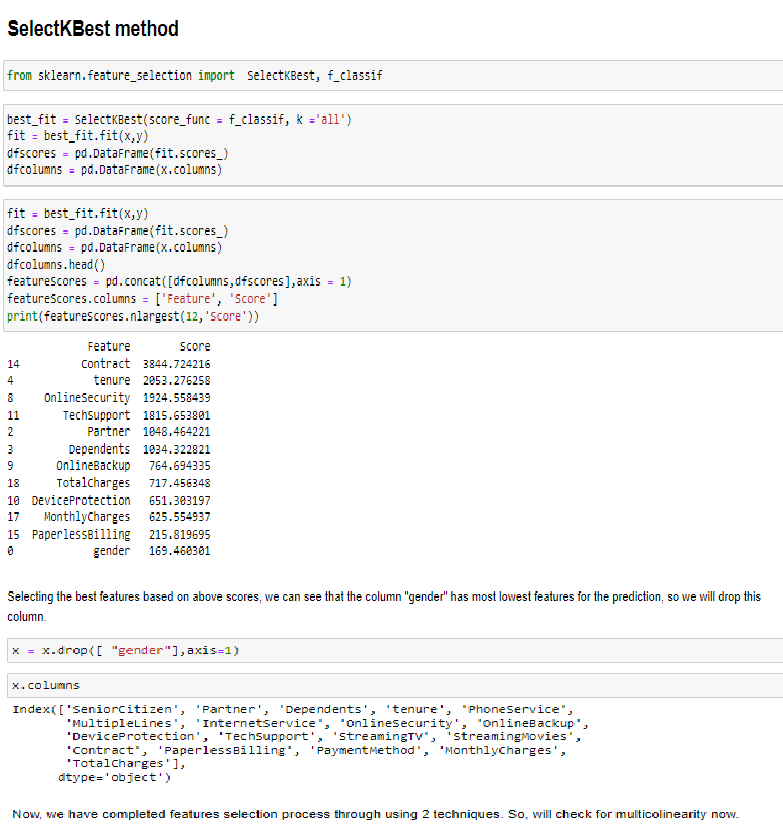 SelectKBest method
from sklearn.feature_selection import SelectKBest, f_classif
best_fit = SelectKBest(score_func = f_classif, k ='all')
fit = best_fit.fit(x,y)
dfscores = pd.DataFrame(fit.scores_)
dfcolumns = pd.DataFrame(x.columns)
fit = best_fit.fit(x,y)
dfscores = pd.DataFrame(fit.scores_)
dfcolumns = pd.DataFrame(x.columns)
dfcolumns.head()
featureScores = pd.concat([dfcolumns,dfscores],axis = 1)
featureScores.columns = ['Feature', 'Score']
print(featureScores.nlargest(12,'Score'))
Feature Score
14 Contract 3844.724216
4 tenure 2053.276258
8 OnlineSecurity 1924.558439
11 TechSupport 1815.653801
2 Partner 1048.464221
3 Dependents 1034.322821
9 OnlineBackup 764.694335
18 TotalCharges 717.456348
10 DeviceProtection 651.303197
17 MonthlyCharges 625.554937
15 PaperlessBilling 215.819695
0 gender 169.460301
Selecting the best features based on above scores, we can see that the column "gender" has most lowest features for the prediction, so we will drop this
column.
x = x.drop([ "gender"],axis=1)
x.columns
Index(['SeniorCitizen', 'Partner', 'Dependents', 'tenure', 'PhoneService',
'MultipleLines', 'InternetService', 'OnlineSecurity', 'OnlineBackup',
'DeviceProtection', 'TechSupport', 'StreamingTV', 'StreamingMovies',
'Contract', 'PaperlessBilling', 'PaymentMethod', 'MonthlyCharges',
'TotalCharges'],
dtype='object')
Now, we have completed features selection process through using 2 techniques. So, will check for multicolinearity now.